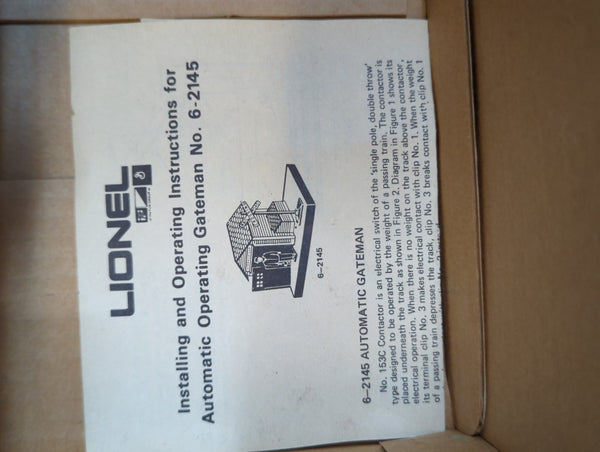 LIONEL
Installing and Operating Instructions for
Automatic Operating Gateman No. 6-2145
6-2145
6-2145 AUTOMATIC GATEMAN
No. 153C Contactor is an electrical switch of the 'single pole, double throw'
type designed to be operated by the weight of a passing train. The contactor is
placed underneath the track as shown in Figure 2. Diagram in Figure 1 shows its
electrical operation. When there is no weight on the track above the contactor,
its terminal clip No. 3 makes electrical contact with clip No. 1. When the weight
of a passing train depresses the track, clip No. 3 breaks contact with clip No. 1